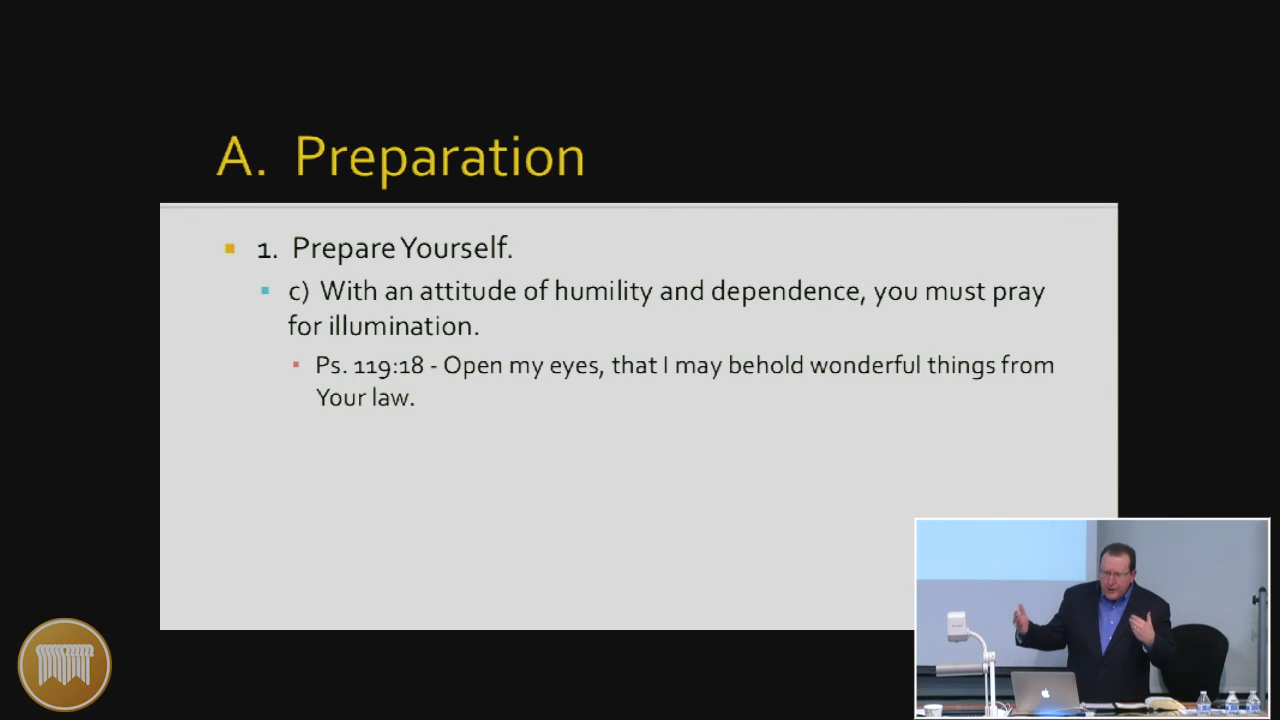 A. Preparation
1. Prepare Yourself.
c) With an attitude of humility and dependence, you must pray
for illumination.
Ps. 119:18 - Open my eyes, that I may behold wonderful things from
Your law.